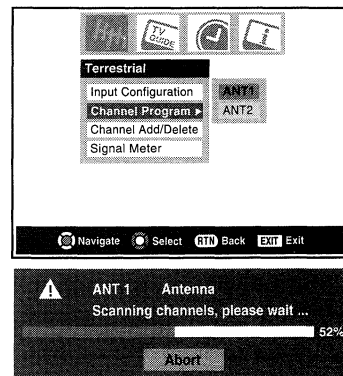 TV
GUIDE
i
Terrestrial
Input Configuration
Channel Program ANT1
ANT2
Channel Add/Delete
Signal Meter
Navigate Select RTN Back EXIT Exit
ANT 1 Antenna
Scanning channels, please wait ...
52%
Abort